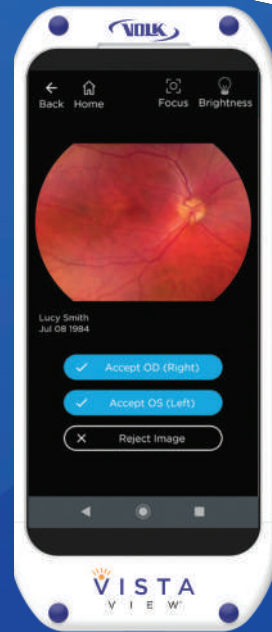 VOLK
Back Home Focus Brightness
Lucy Smith
Jul 08 1984
Accept OD (Right)
Accept OS (Left)
Reject Image
VISTA
VIEW